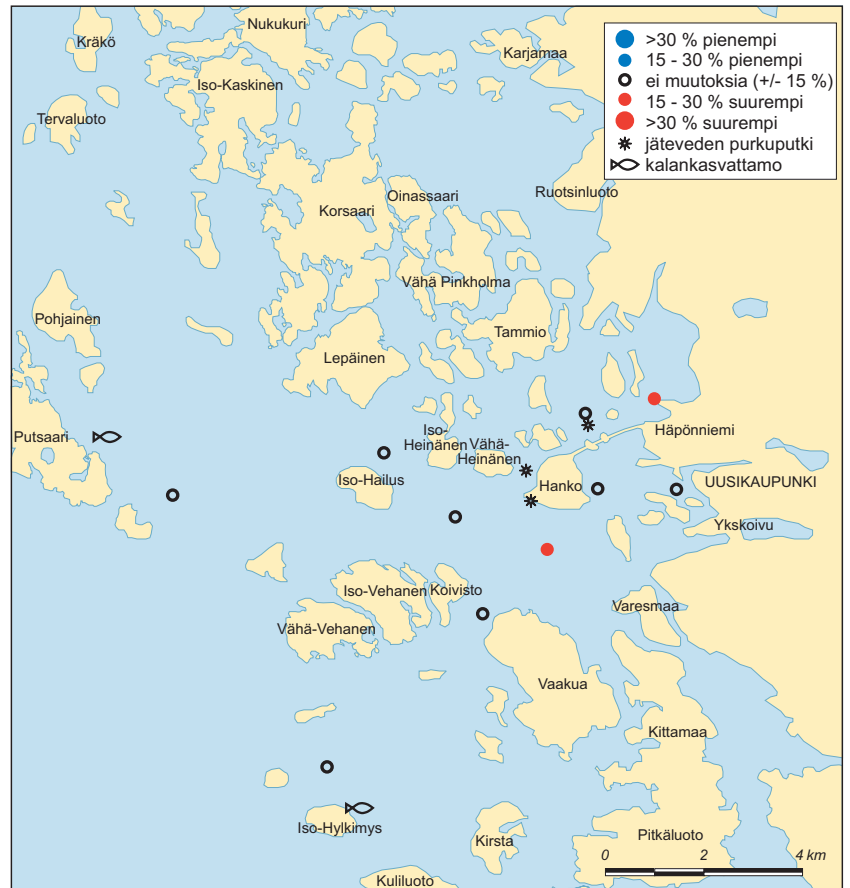 Nukukuri
Kräkö
Karjamaa
Iso-Kaskinen
Tervaluoto
>30 % pienempi
15 - 30 % pienempi
ei muutoksia (+/- 15 %)
15 - 30 % suurempi
>30 % suurempi
jäteveden purkuputki
kalankasvattamo
Ruotsinluoto
Oinassaari
Korsaari
Vähä Pinkholma
Pohjainen
Tammio
Lepäinen
Putsaari
Iso-
Heinänen
Vähä-
Heinänen
Häpönniemi
Iso-Hailus
Hanko
UUSIKAUPUNKI
Ykskoivu
Iso-Vehanen
Koivisto
Varesmaa
Vähä-Vehanen
Vaakua
Kittamaa
Iso-Hylkimys
Kirsta
Pitkäluoto
Kuliluoto
0 2 4 km